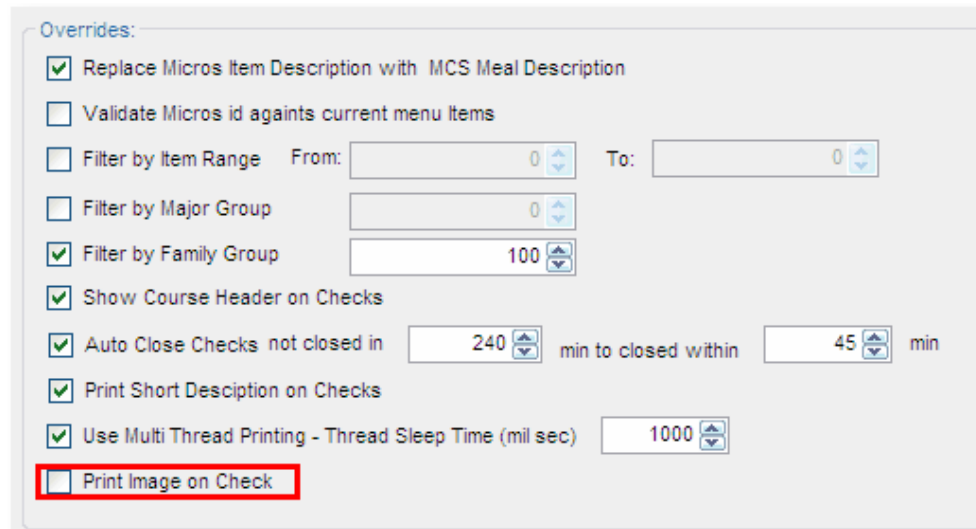 Overrides:
Replace Micros Item Description with MCS Meal Description
Validate Micros id againts current menu Items
Filter by Item Range From: 0 To: 0
Filter by Major Group 0
Filter by Family Group 100
Show Course Header on Checks
Auto Close Checks not closed in 240 min to closed within 45 min
Print Short Desciption on Checks
Use Multi Thread Printing - Thread Sleep Time (mil sec) 1000
Print Image on Check